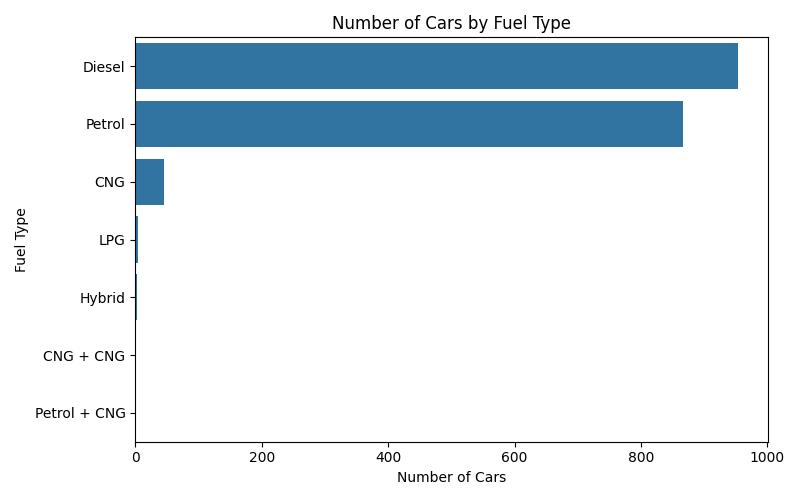 Number of Cars by Fuel Type
Diesel
Petrol
CNG
LPG
Hybrid
CNG + CNG
Petrol + CNG
Fuel Type
0 200 400 600 800 1000
Number of Cars